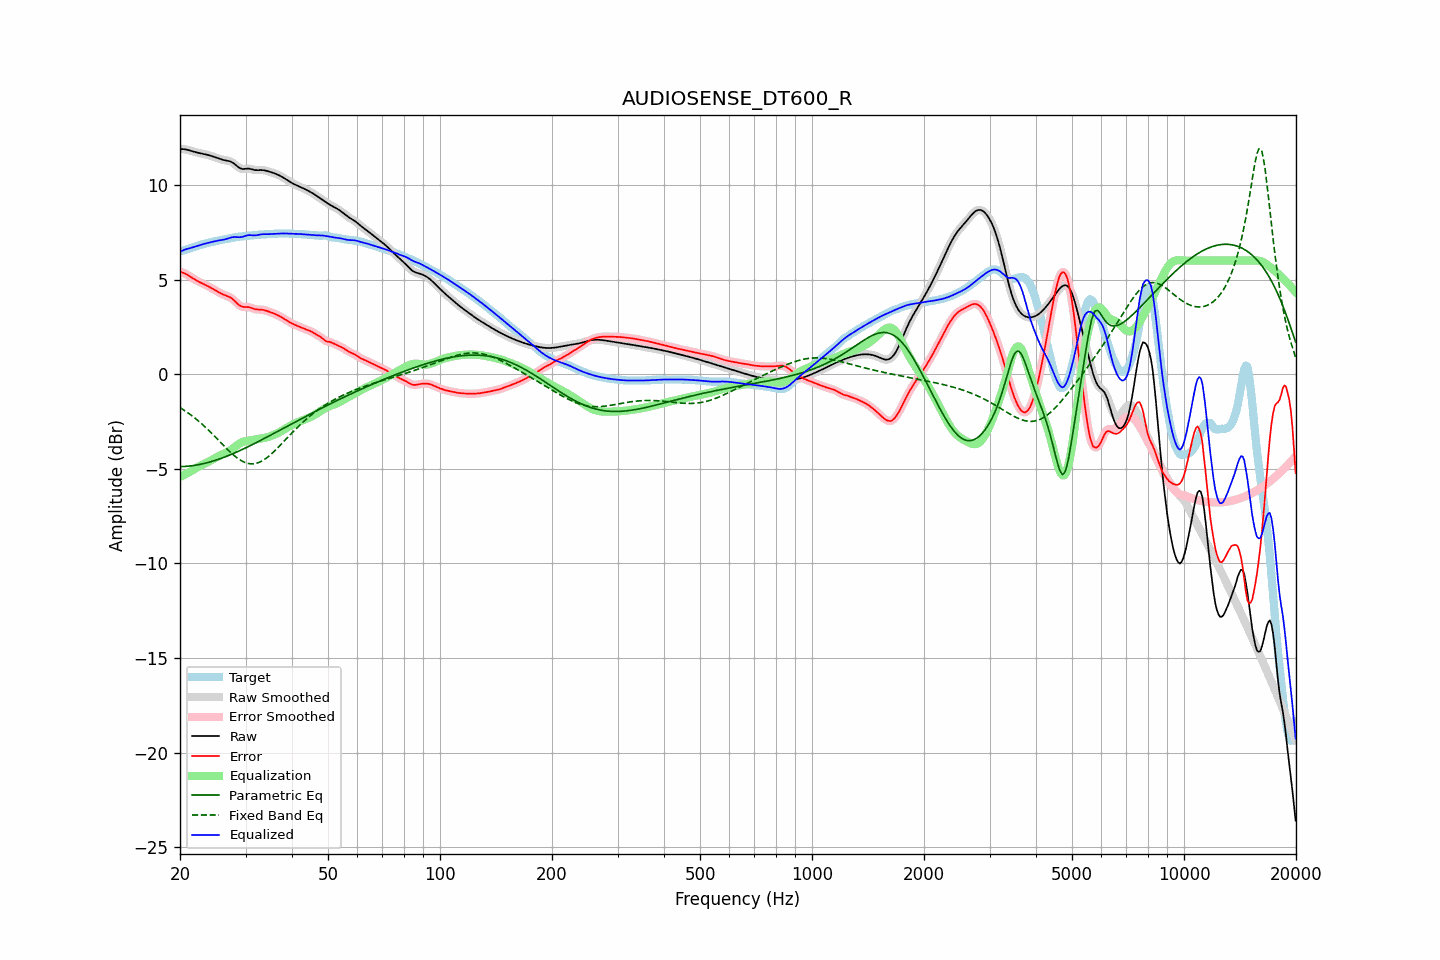 AUDIOSENSE_DT600_R
Amplitude (dBr)
10
5
0
−5
−10
−15
−20
−25
Target
Raw Smoothed
Error Smoothed
Raw
Error
Equalization
Parametric Eq
Fixed Band Eq
Equalized
20 50 100 200 500 1000 2000 5000 10000 20000
Frequency (Hz)